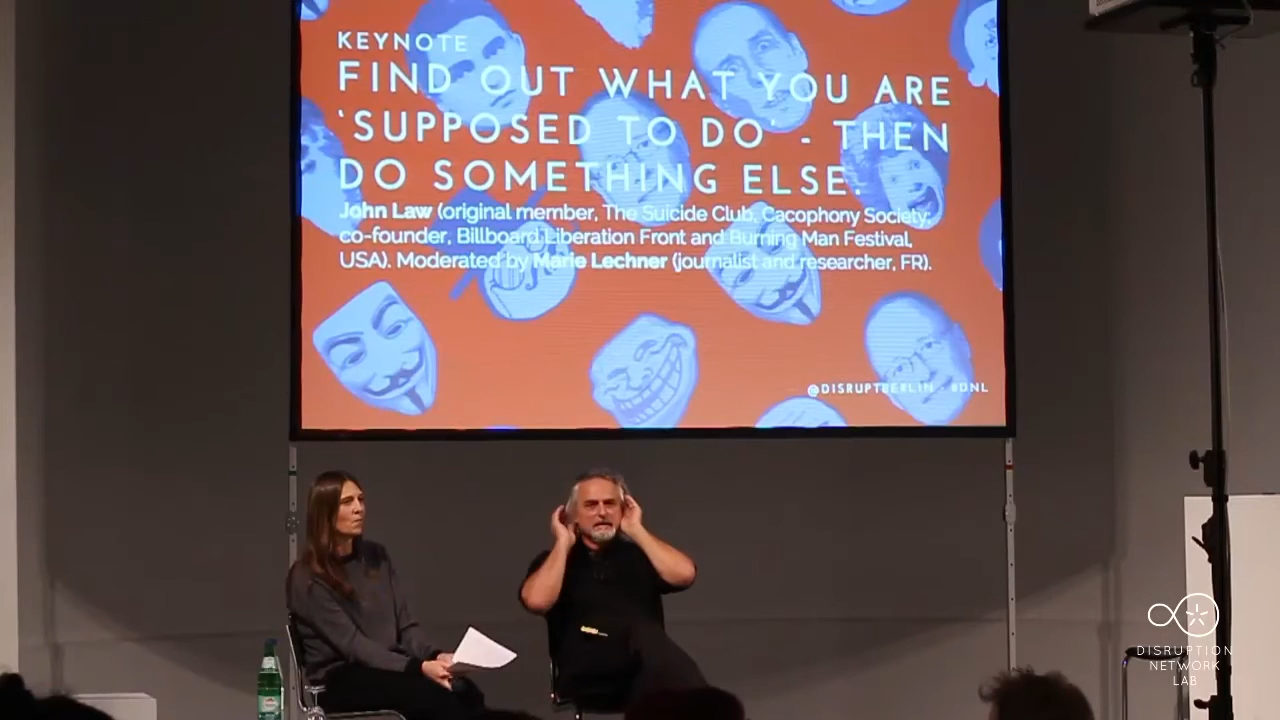 KEYNOTE
FIND OUT WHAT YOU ARE
'SUPPOSED TO DO' - THEN
DO SOMETHING ELSE.
John Law (original member, The Suicide Club, Cacophony Society;
co-founder, Billboard Liberation Front and Burning Man Festival,
USA). Moderated by Marie Lechner (journalist and researcher, FR).
@DISRUPTBERLIN - #DNL
DISRUPTION
NETWORK
LAB